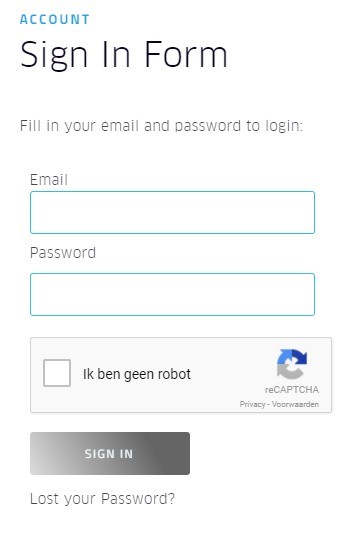 ACCOUNT
Sign In Form
Fill in your email and password to login:
Email
Password
Ik ben geen robot
reCAPTCHA
Privacy - Voorwaarden
SIGN IN
Lost your Password?